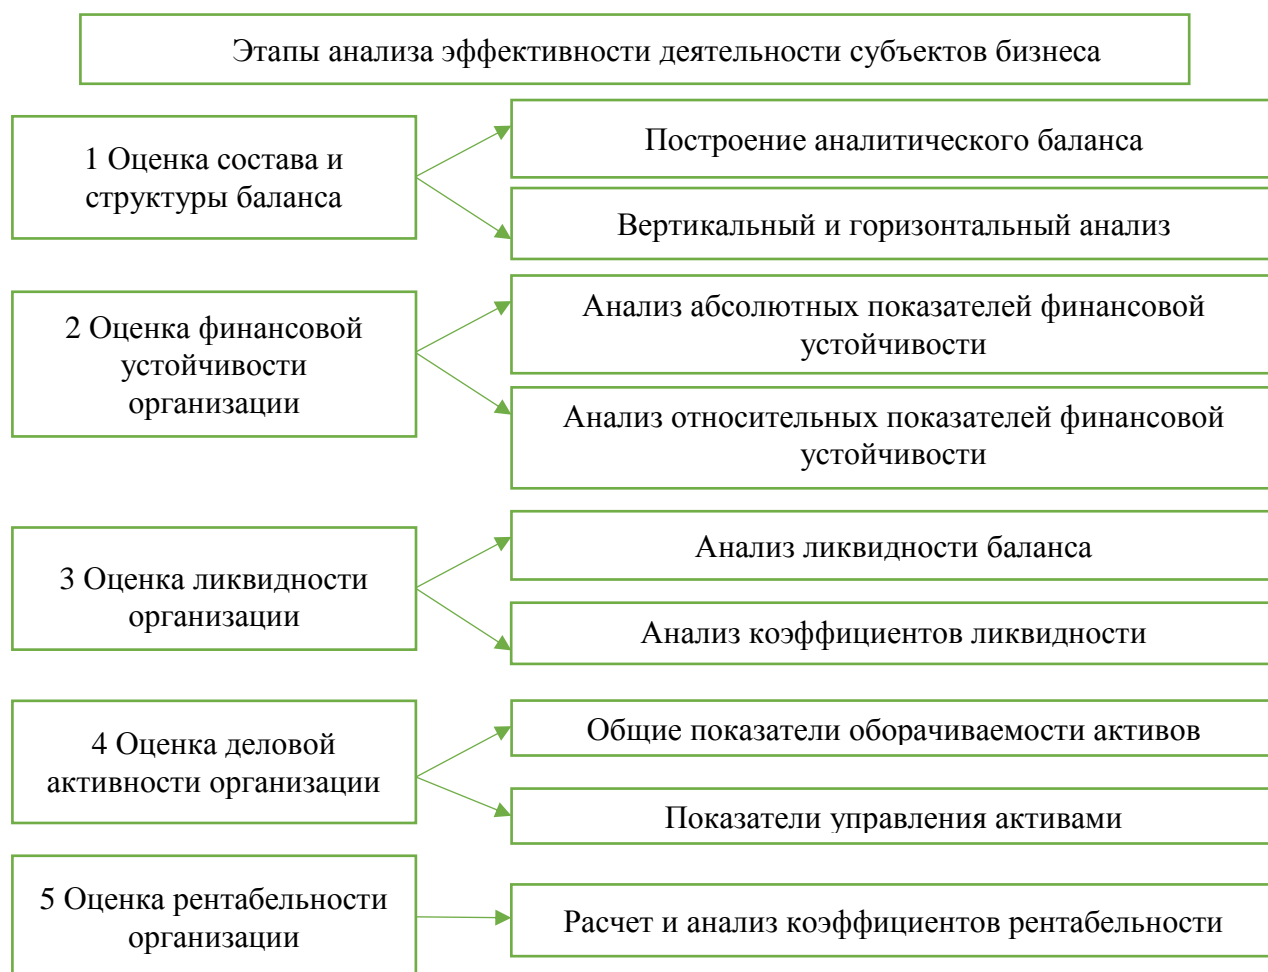 Этапы анализа эффективности деятельности субъектов бизнеса
1 Оценка состава и
структуры баланса
Построение аналитического баланса
Вертикальный и горизонтальный анализ
2 Оценка финансовой
устойчивости
организации
Анализ абсолютных показателей финансовой
устойчивости
Анализ относительных показателей финансовой
устойчивости
3 Оценка ликвидности
организации
Анализ ликвидности баланса
Анализ коэффициентов ликвидности
4 Оценка деловой
активности организации
Общие показатели оборачиваемости активов
Показатели управления активами
5 Оценка рентабельности
организации
Расчет и анализ коэффициентов рентабельности